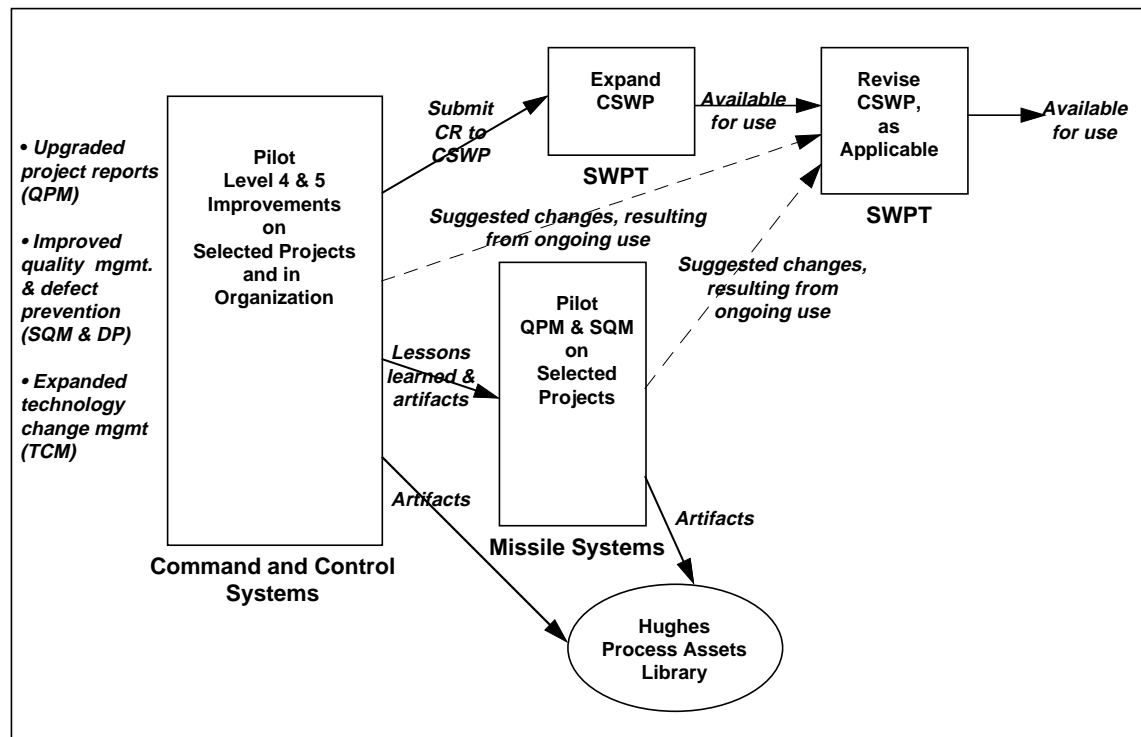 • Upgraded
project reports
(QPM)
• Improved
quality mgmt.
& defect
prevention
(SQM & DP)
• Expanded
technology
change mgmt
(TCM)
Pilot
Level 4 & 5
Improvements
on
Selected Projects
and in
Organization
Command and Control
Systems
Submit
CR to
CSWP
Expand
CSWP
SWPT
Available
for use
Revise
CSWP,
as
Applicable
SWPT
Available
for use
Suggested changes, resulting
from ongoing use
Suggested changes,
resulting from
ongoing use
Lessons
learned &
artifacts
Pilot
QPM & SQM
on
Selected
Projects
Missile Systems
Artifacts
Artifacts
Hughes
Process Assets
Library